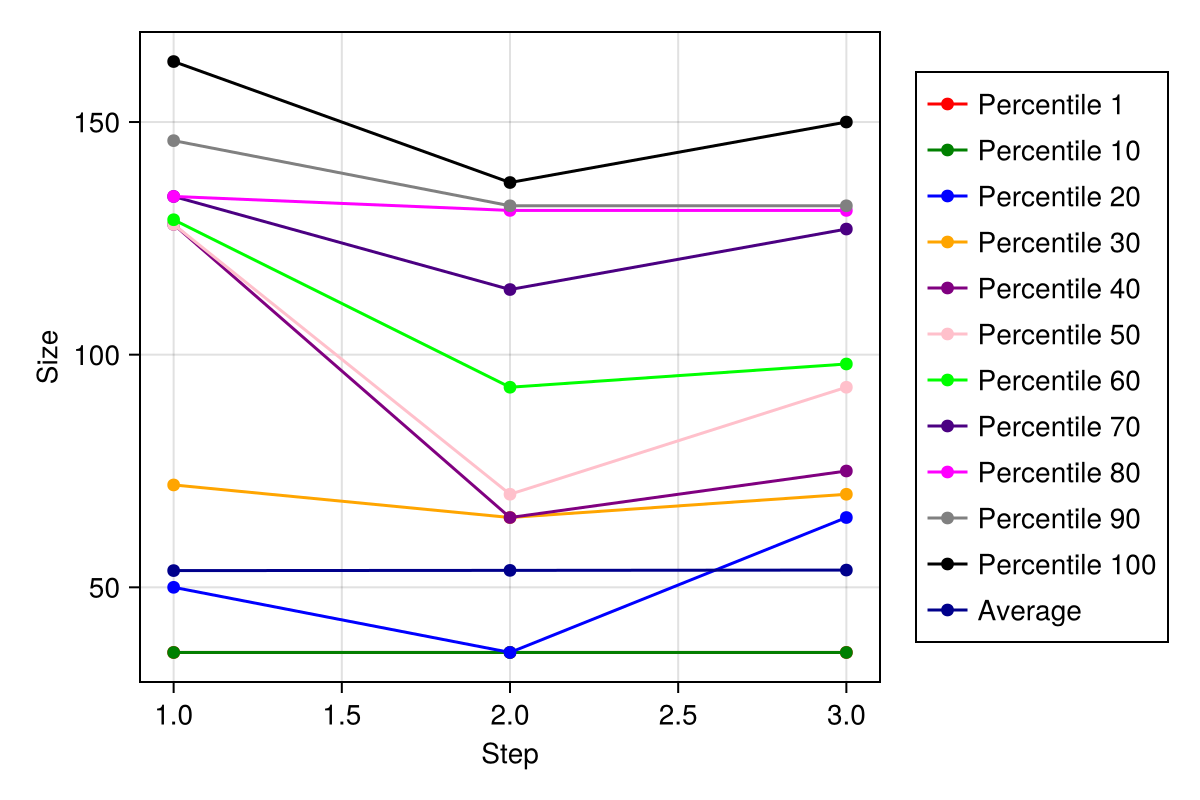 150
100
50
Size
1.0 1.5 2.0 2.5 3.0
Step
Percentile 1
Percentile 10
Percentile 20
Percentile 30
Percentile 40
Percentile 50
Percentile 60
Percentile 70
Percentile 80
Percentile 90
Percentile 100
Average